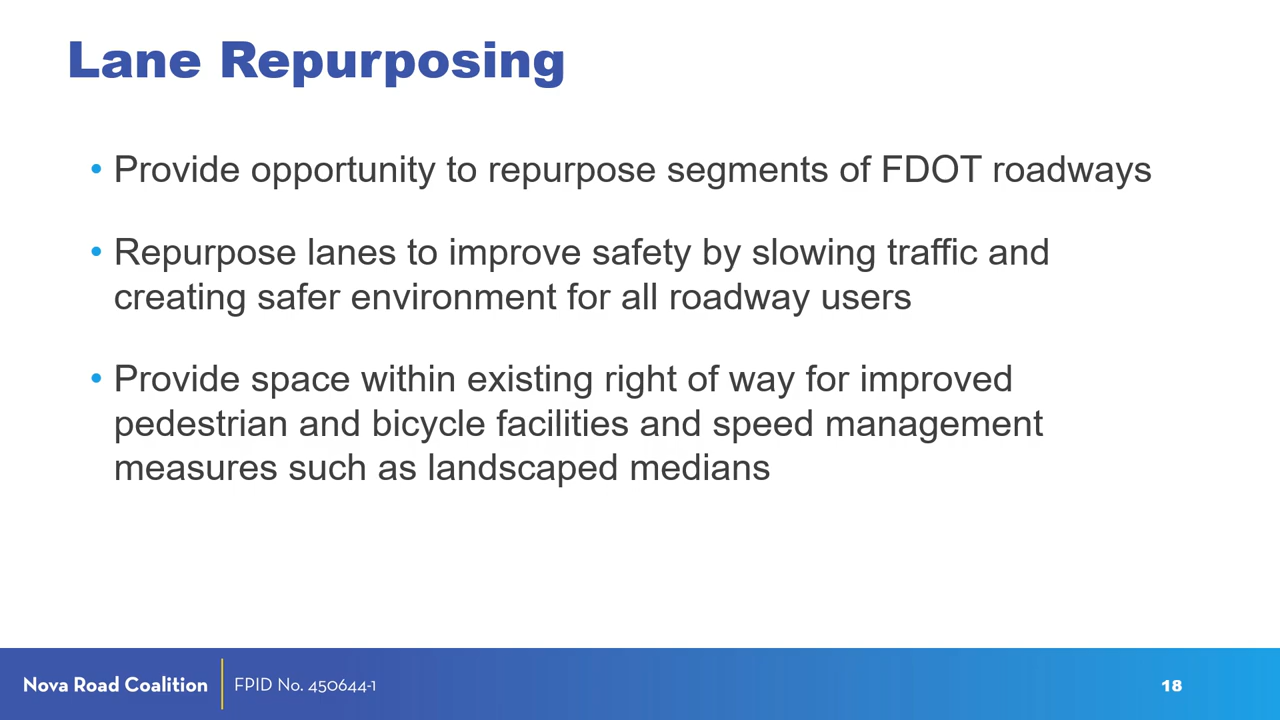 Lane Repurposing
• Provide opportunity to repurpose segments of FDOT roadways
• Repurpose lanes to improve safety by slowing traffic and
creating safer environment for all roadway users
• Provide space within existing right of way for improved
pedestrian and bicycle facilities and speed management
measures such as landscaped medians
Nova Road Coalition | FPID No. 450644-1
18